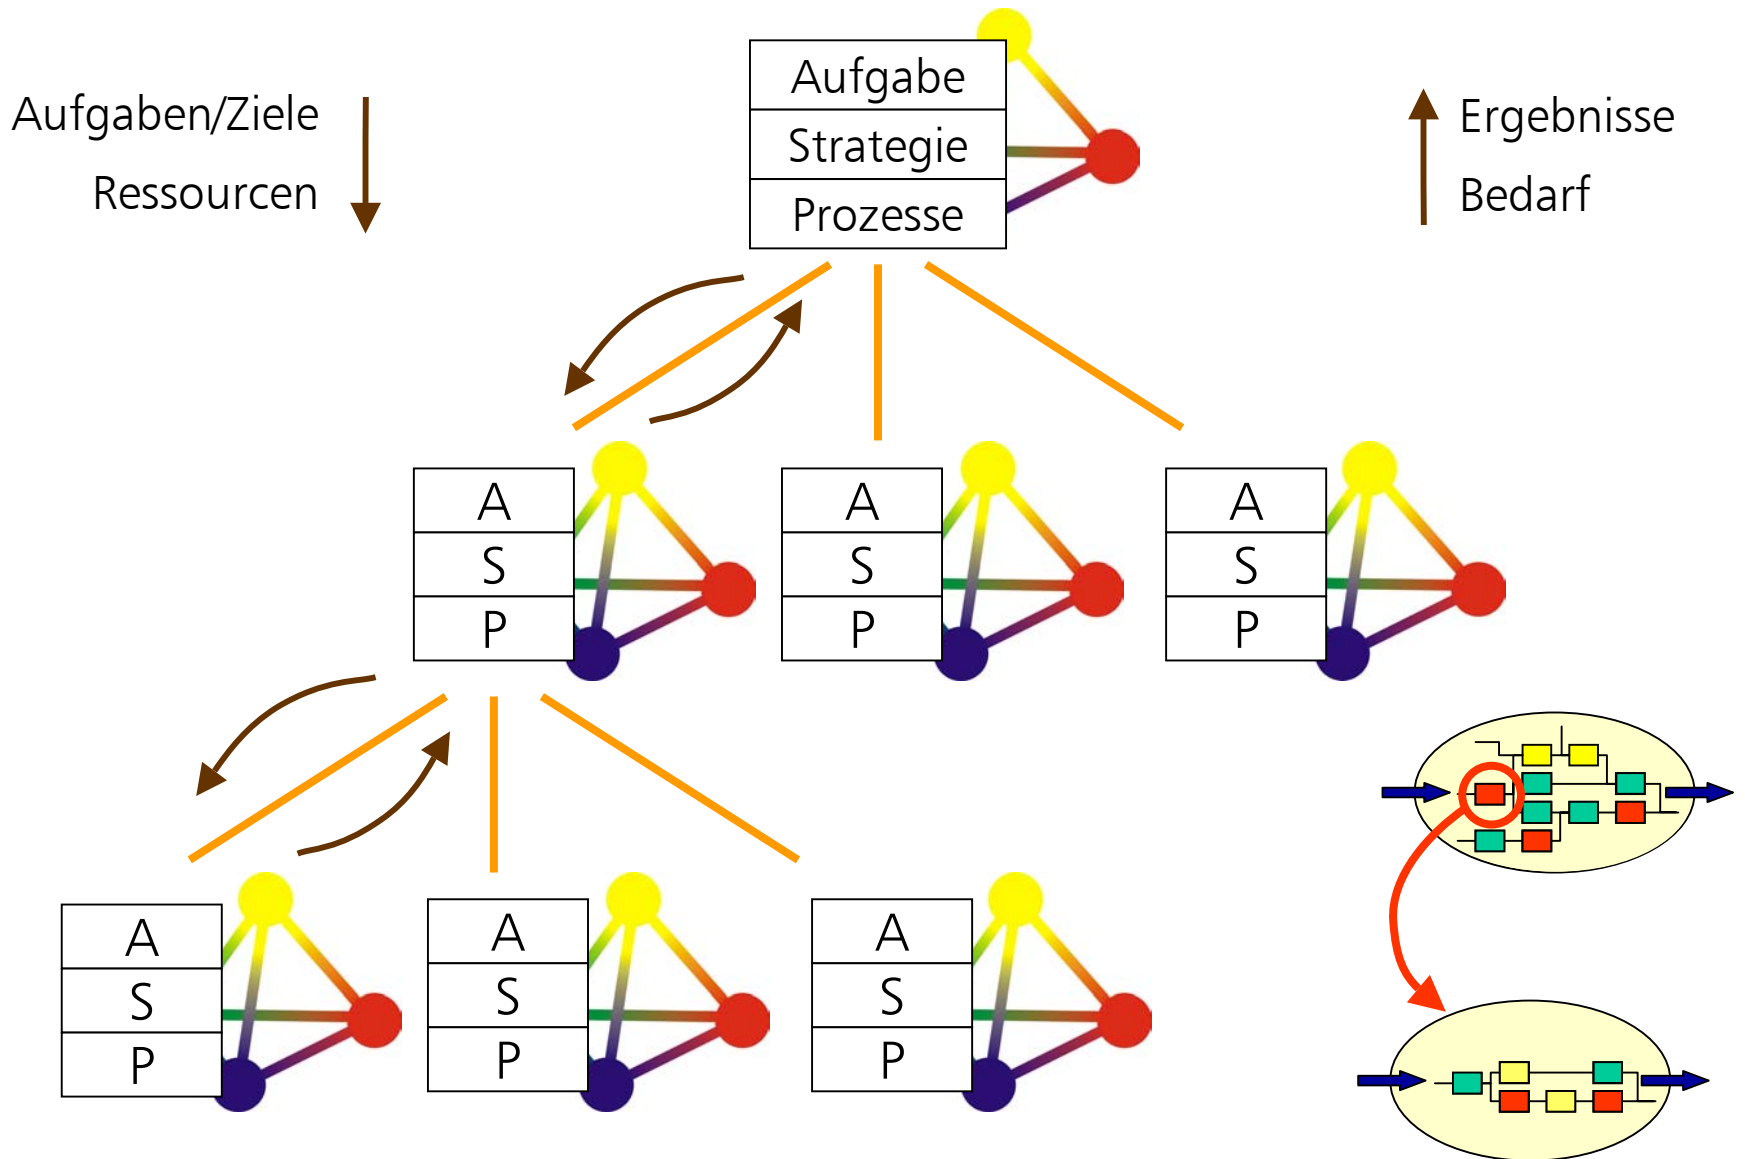 Aufgaben/Ziele
Ressourcen
Aufgabe
Strategie
Prozesse
Ergebnisse
Bedarf
A
S
P
A
S
P
A
S
P
A
S
P
A
S
P
A
S
P